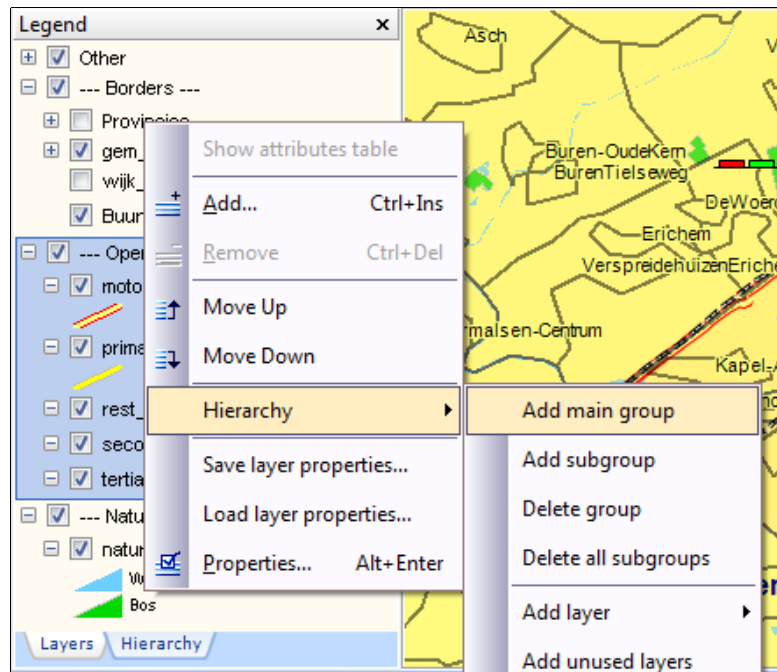 Legend
Other
--- Borders ---
Provincies
gem_
wijk_
Buur
--- Oper
moto
prima
rest_
seco
tertia
--- Natu
natur
Bos
Layers
Hierarchy
Show attributes table
Add... Ctrl+Ins
Remove Ctrl+Del
Move Up
Move Down
Hierarchy
Save layer properties...
Load layer properties...
Properties... Alt+Enter
Add main group
Add subgroup
Delete group
Delete all subgroups
Add layer
Add unused layers
Asch
Buren-OudeKern
BurenTielseweg
DeWoerd
Erichem
VerspreidehuizenEriche
malsen-Centrum
Kapel-A